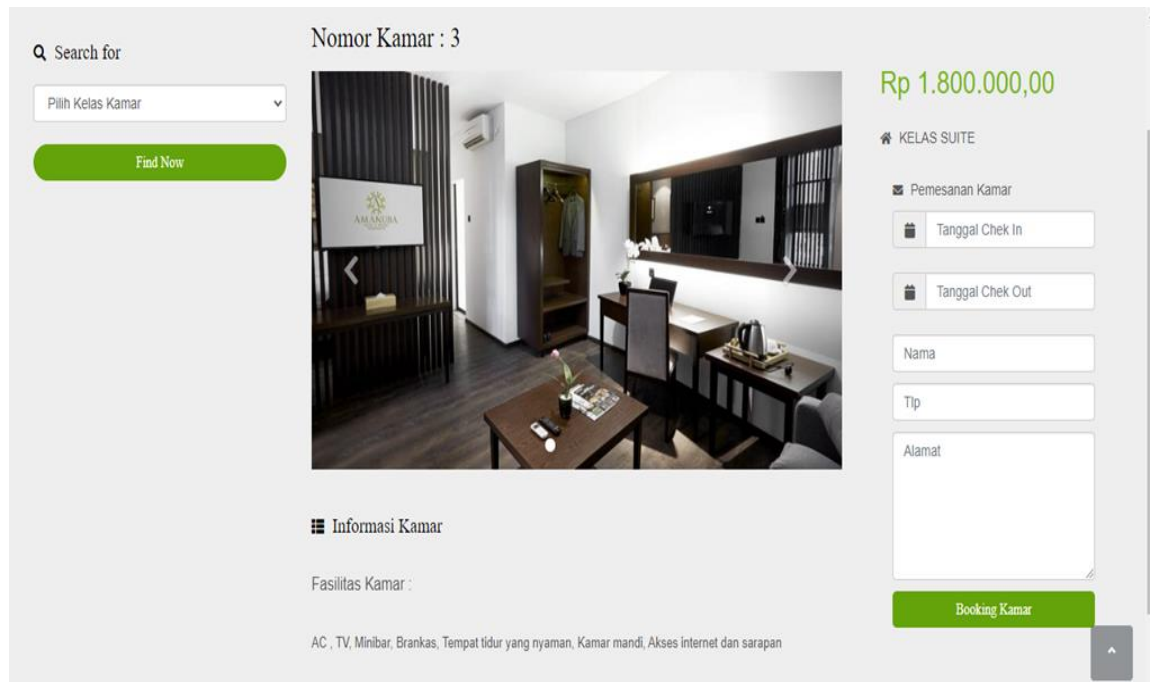 Search for
Pilih Kelas Kamar
Find Now
Nomor Kamar : 3
AMANUBA
Informasi Kamar
Fasilitas Kamar :
AC , TV, Minibar, Brankas, Tempat tidur yang nyaman, Kamar mandi, Akses internet dan sarapan
Rp 1.800.000,00
KELAS SUITE
Pemesanan Kamar
Tanggal Chek In
Tanggal Chek Out
Nama
Tlp
Alamat
Booking Kamar